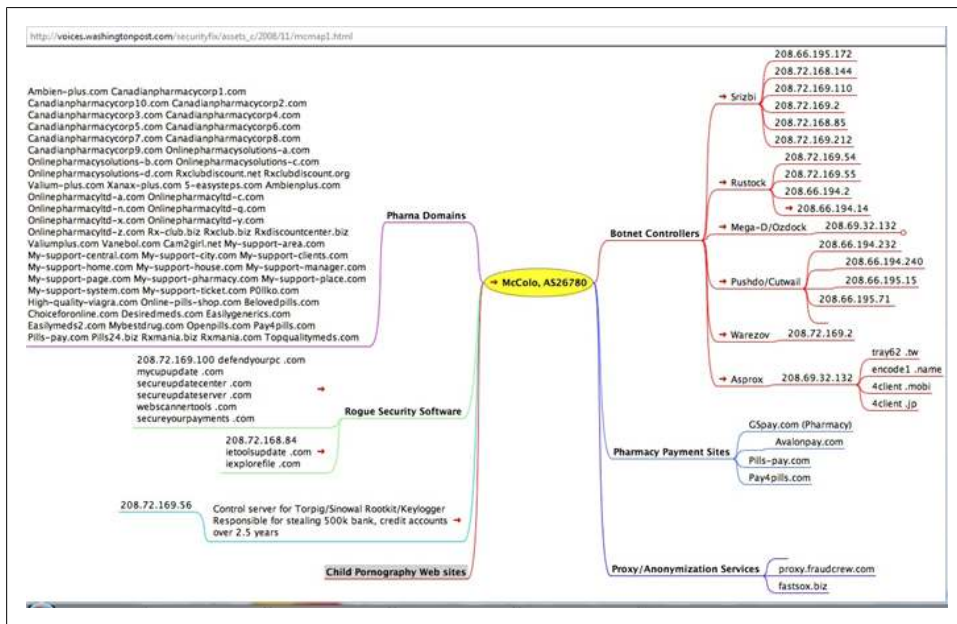 http://voices.washingtonpost.com/securityfix/assets_c/2008/11/mcmap1.html
Ambien-plus.com Canadianpharmacycorp1.com
Canadianpharmacycorp10.com Canadianpharmacycorp2.com
Canadianpharmacycorp3.com Canadianpharmacycorp4.com
Canadianpharmacycorp5.com Canadianpharmacycorp6.com
Canadianpharmacycorp7.com Canadianpharmacycorp8.com
Canadianpharmacycorp9.com Onlinepharmacysolutions-a.com
Onlinepharmacysolutions-b.com Onlinepharmacysolutions-c.com
Onlinepharmacysolutions-d.com Rxclubdiscount.net Rxclubdiscount.org
Valium-plus.com Xanax-plus.com 5-easysteps.com Ambienplus.com
Onlinepharmacyltd-a.com Onlinepharmacyltd-c.com
Onlinepharmacyltd-n.com Onlinepharmacyltd-q.com
Onlinepharmacyltd-x.com Onlinepharmacyltd-y.com
Onlinepharmacyltd-z.com Rx-club.biz Rxclub.biz Rxdiscountcenter.biz
Valiumplus.com Vanebol.com Cam2girl.net My-support-area.com
My-support-central.com My-support-city.com My-support-clients.com
My-support-home.com My-support-house.com My-support-manager.com
My-support-page.com My-support-pharmacy.com My-support-place.com
My-support-system.com My-support-ticket.com P0llko.com
High-quality-viagra.com Online-pills-shop.com Belovedpills.com
Choiceforonline.com Desiredmeds.com Easilygenerics.com
Easilymeds2.com Mybestdrug.com Openpills.com Pay4pills.com
Pills-pay.com Pills24.biz Rxmania.biz Rxmania.com Topqualitymeds.com
Pharna Domains
208.72.169.100 defendyourpc .com
mycupupdate .com
secureupdatecenter .com
secureupdateserver .com
webscannertools .com
secureyourpayments .com
Rogue Security Software
208.72.168.84
ietoolsupdate .com
iexplorefile .com
208.72.169.56
Control server for Torpig/Sinowal Rootkit/Keylogger
Responsible for stealing 500k bank, credit accounts
over 2.5 years
Child Pornography Web sites
McColo, AS26780
Botnet Controllers
Srizbi
208.66.195.172
208.72.168.144
208.72.169.110
208.72.169.2
208.72.168.85
208.72.169.212
Rustock
208.72.169.54
208.72.169.55
208.66.194.2
208.66.194.14
Mega-D/Ozdock
208.69.32.132
Pushdo/Cutwail
208.66.194.232
208.66.194.240
208.66.195.15
208.66.195.71
Warezov
208.72.169.2
Asprox
208.69.32.132
tray62 .tw
encode1 .name
4client .mobi
4client .jp
Pharmacy Payment Sites
GSpay.com (Pharmacy)
Avalonpay.com
Pills-pay.com
Pay4pills.com
Proxy/Anonymization Services
proxy.fraudcrew.com
fastsox.biz